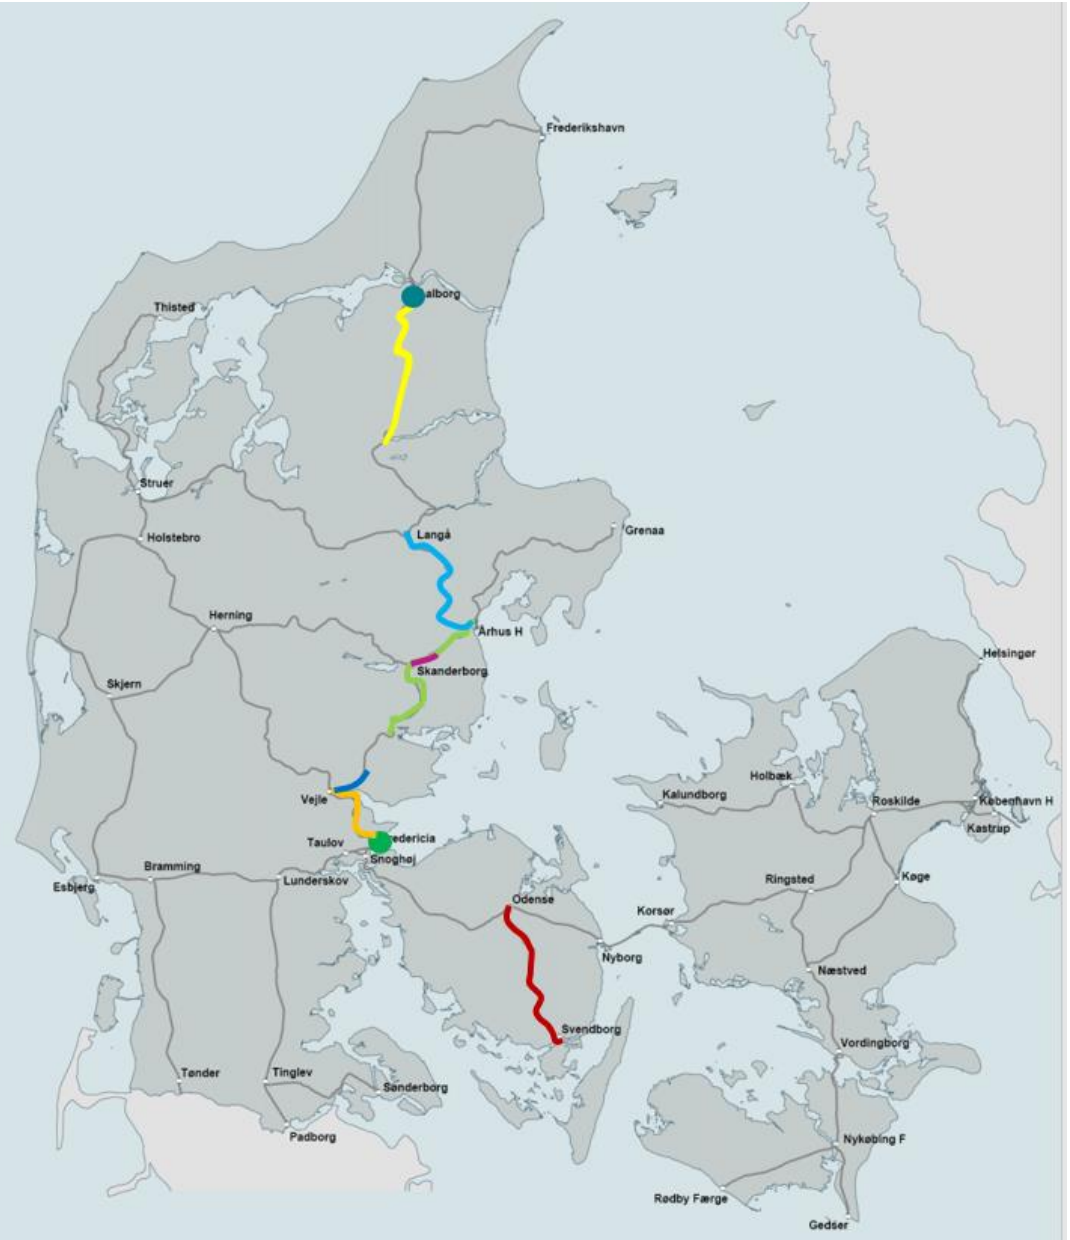 Frederikshavn
alborg
Thisted
Struer
Langå
Grenaa
Holstebro
Herning
Århus H
Skanderborg
Helsingør
Skjern
Holbæk
Kalundborg
Vejle
Roskilde
København H
Kastrup
edericia
Taulov
Snoghøj
Bramming
Lunderskov
Esbjerg
Ringsted
Køge
Odense
Korsør
Nyborg
Næstved
Svendborg
Vordingborg
Tønder
Tinglev
Sønderborg
Padborg
Nykøbing F
Rødby Færge
Gedser